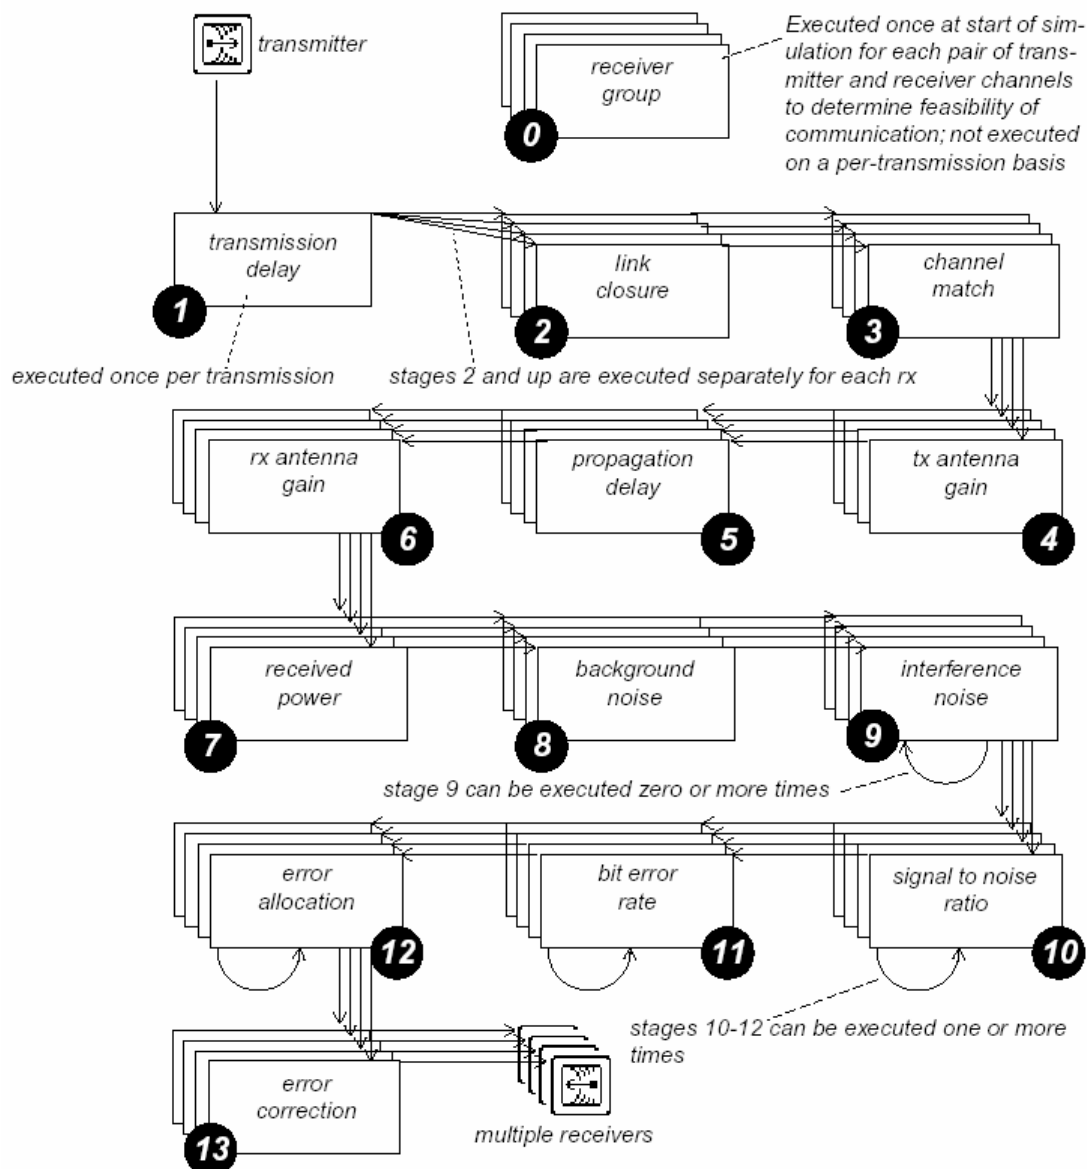 transmitter
receiver
group
0
Executed once at start of sim-
ulation for each pair of trans-
mitter and receiver channels
to determine feasibility of
communication; not executed
on a per-transmission basis
transmission
delay
1
link
closure
2
channel
match
3
executed once per transmission
stages 2 and up are executed separately for each rx
rx antenna
gain
6
propagation
delay
5
tx antenna
gain
4
received
power
7
background
noise
8
interference
noise
9
stage 9 can be executed zero or more times
error
allocation
12
bit error
rate
11
signal to noise
ratio
10
stages 10-12 can be executed one or more
times
error
correction
13
multiple receivers